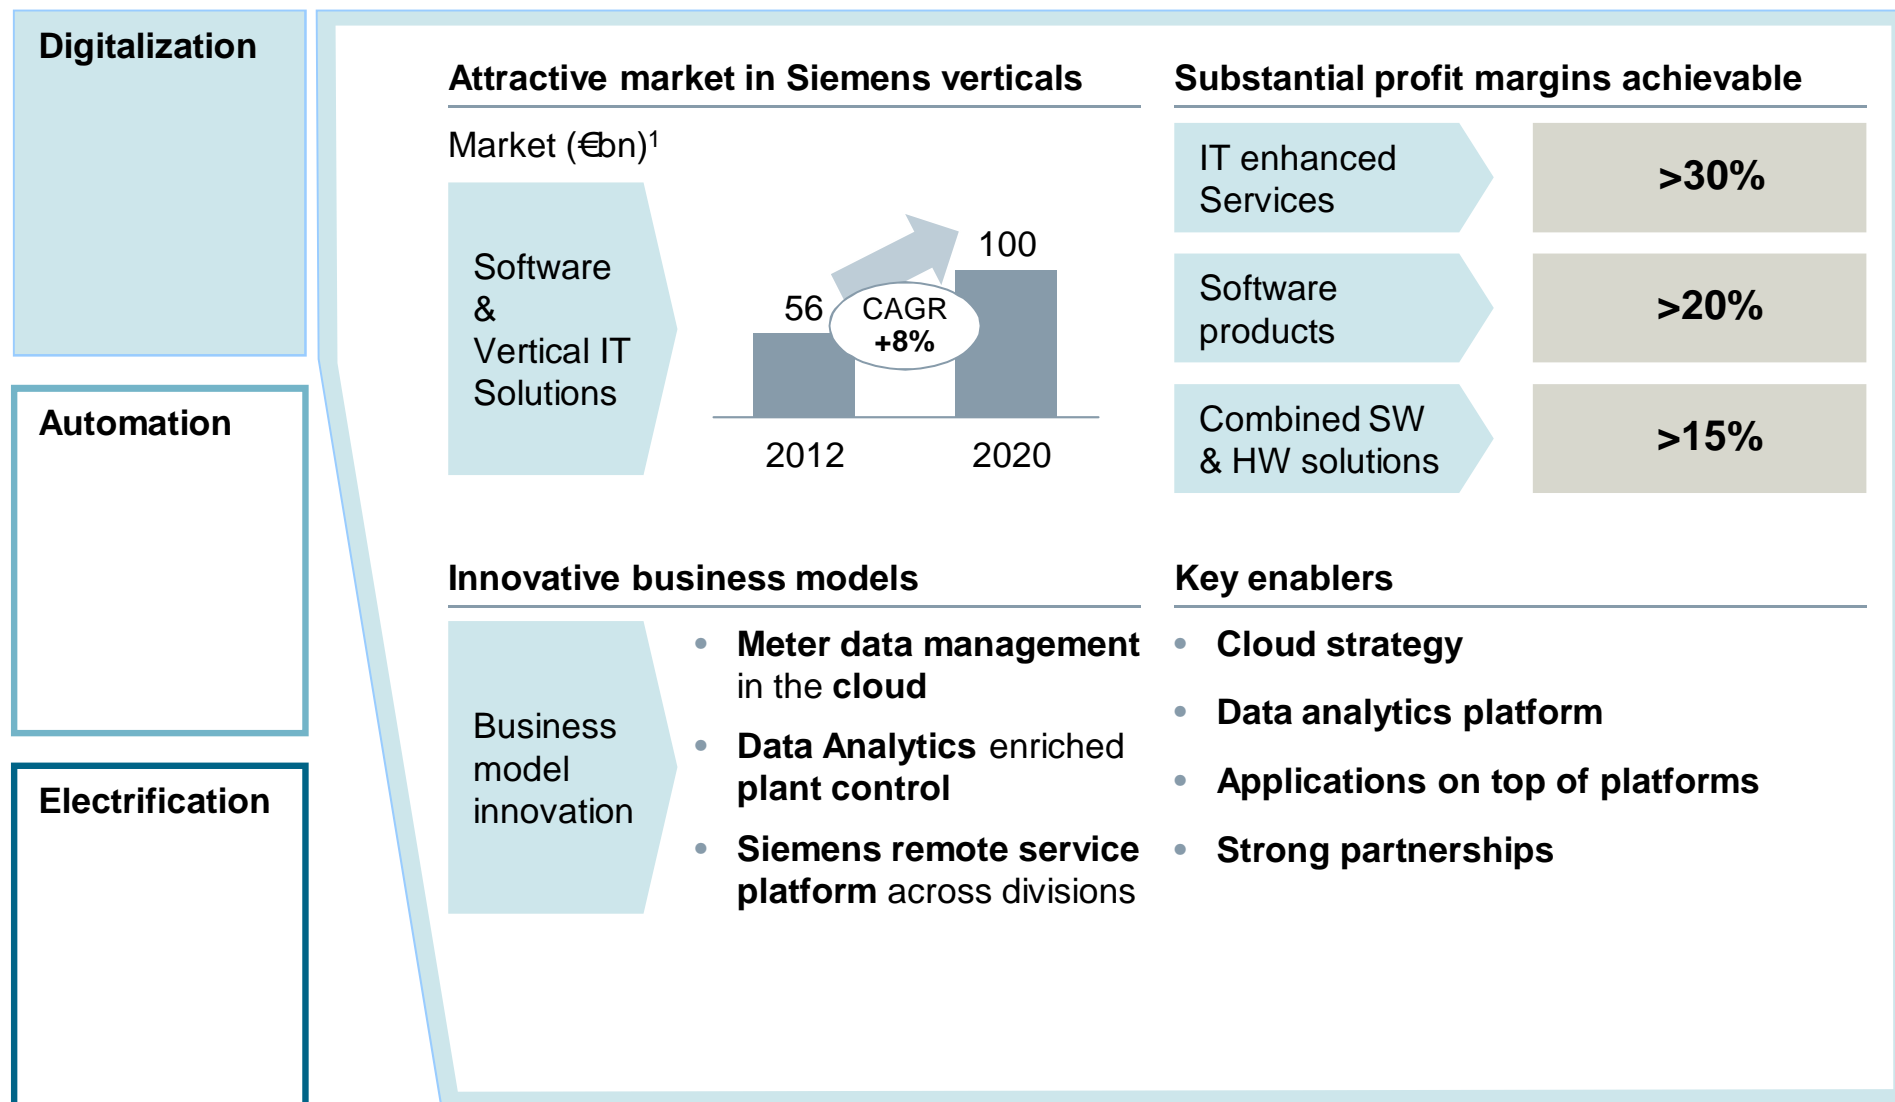 Digitalization
Automation
Electrification
Attractive market in Siemens verticals
Market (€bn)1
Software
&
Vertical IT
Solutions
56
CAGR
+8%
100
2012
2020
Substantial profit margins achievable
IT enhanced
Services
>30%
Software
products
>20%
Combined SW
& HW solutions
>15%
Innovative business models
Business
model
innovation
• Meter data management
in the cloud
• Data Analytics enriched
plant control
• Siemens remote service
platform across divisions
Key enablers
• Cloud strategy
• Data analytics platform
• Applications on top of platforms
• Strong partnerships